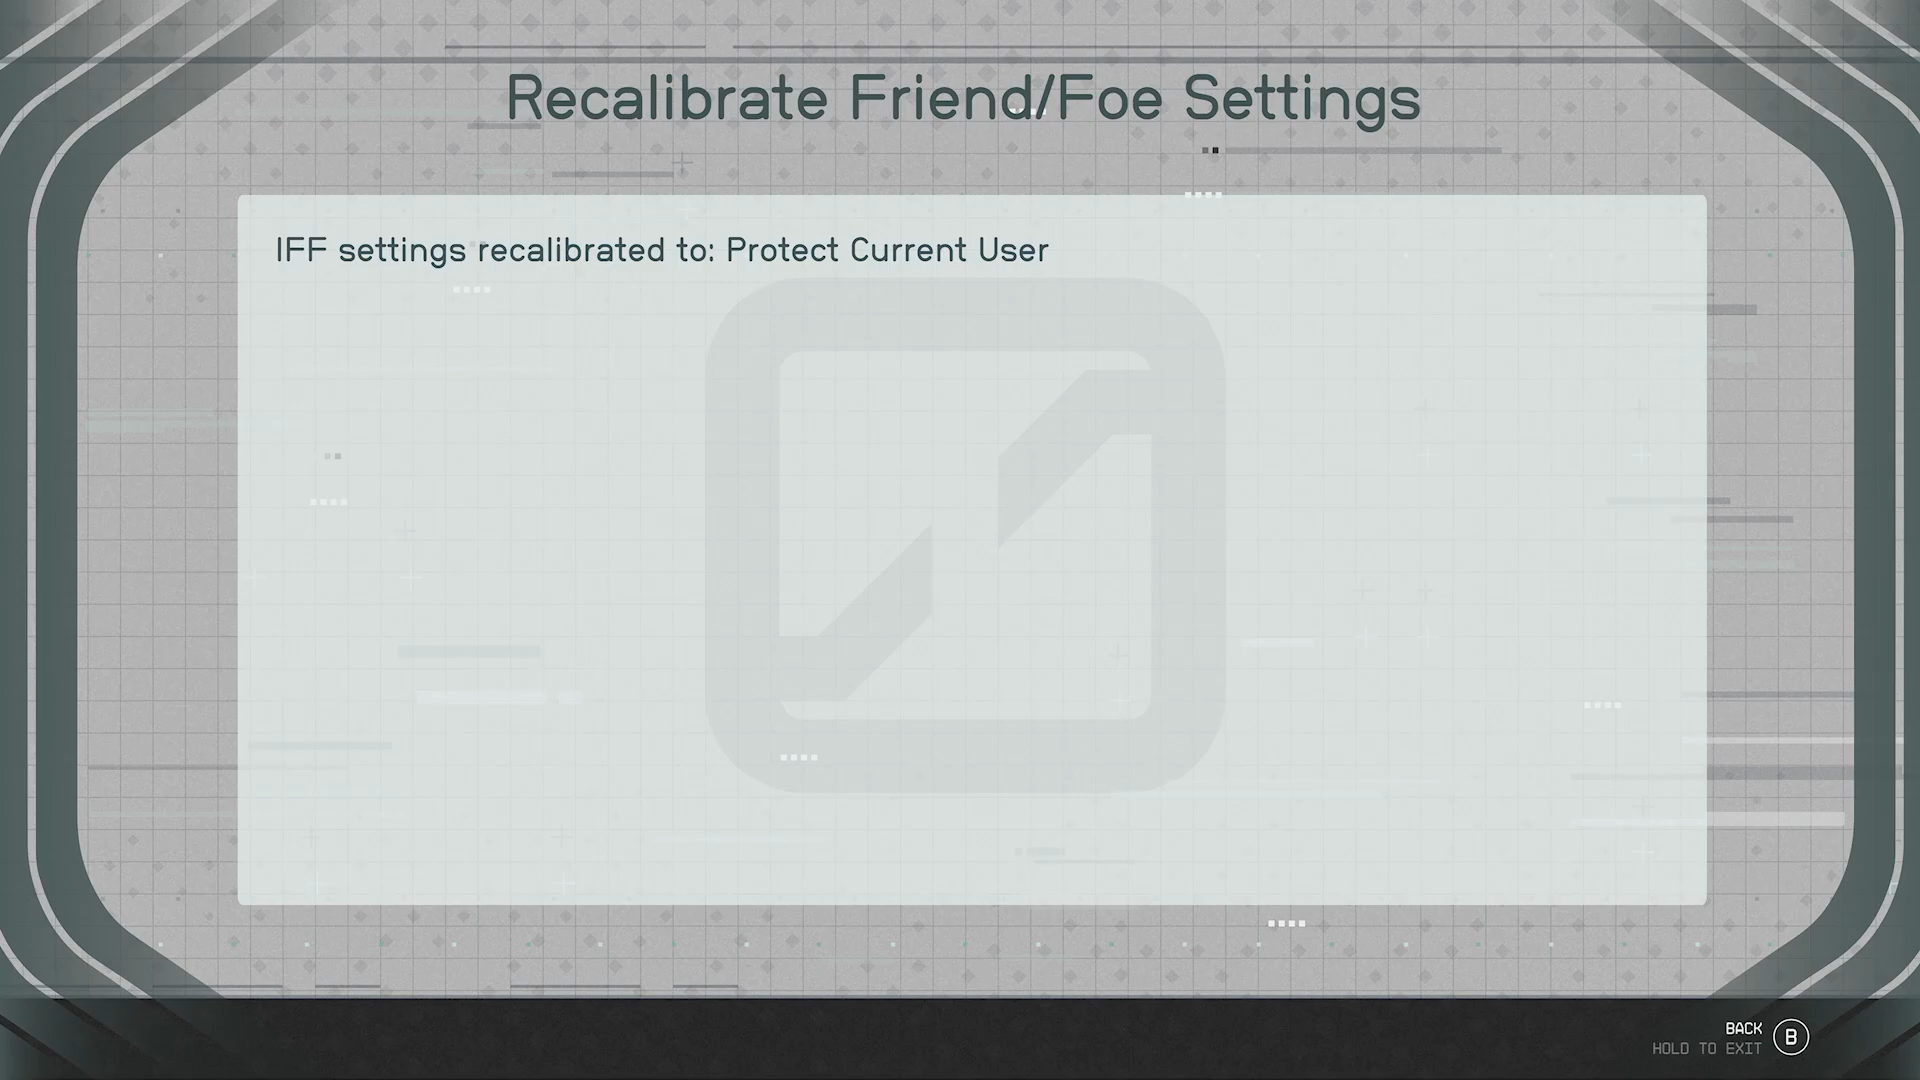 Recalibrate Friend/Foe Settings
IFF settings recalibrated to: Protect Current User
BACK
HOLD TO EXIT
B